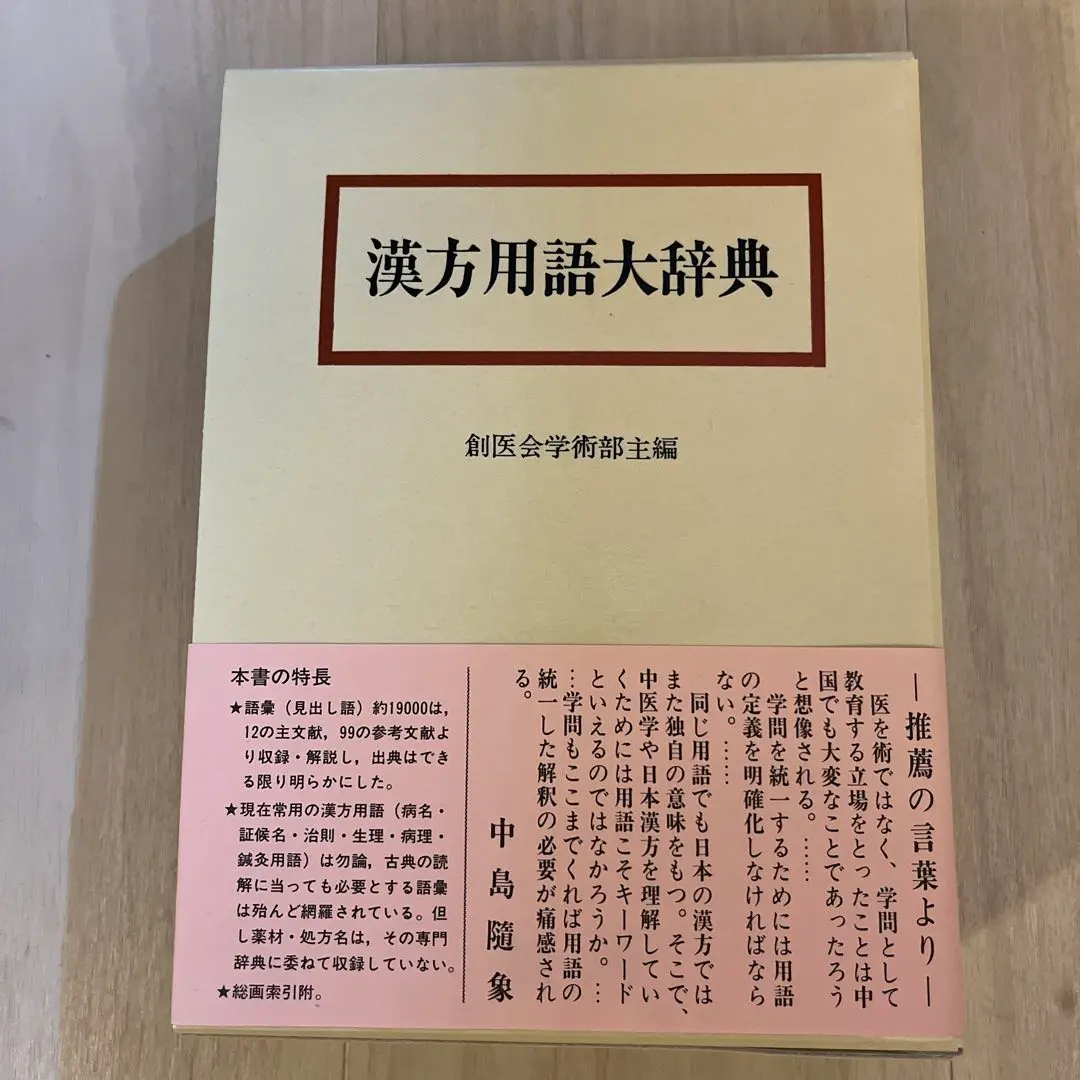 漢方用語大辞典
創医会学術部主編
本書の特長
★語彙（見出し語）約19000は，
12の主文献，99の参考文献よ
り収録・解説し，出典はでき
る限り明らかにした。
★現在常用の漢方用語（病名・
証候名・治則・生理・病理・
鍼灸用語）は勿論，古典の読
解に当っても必要とする語彙
は殆んど網羅されている。但
し薬材・処方名は，その専門
辞典に委ねて収録していない。
★総画索引附。
―推薦の言葉より―
医を術ではなく、学問として
教育する立場をとったことは中
国でも大変なことであったろう
と想像される。……
学問を統一するためには用語
の定義を明確化しなければなら
ない。……
同じ用語でも日本の漢方では
また独自の意味をもつ。そこで、
中医学や日本漢方を理解してい
くためには用語こそキーワード
といえるのではなかろうか。…
…学問もここまでくれば用語の
統一した解釈の必要が痛感され
る。
中島隨象